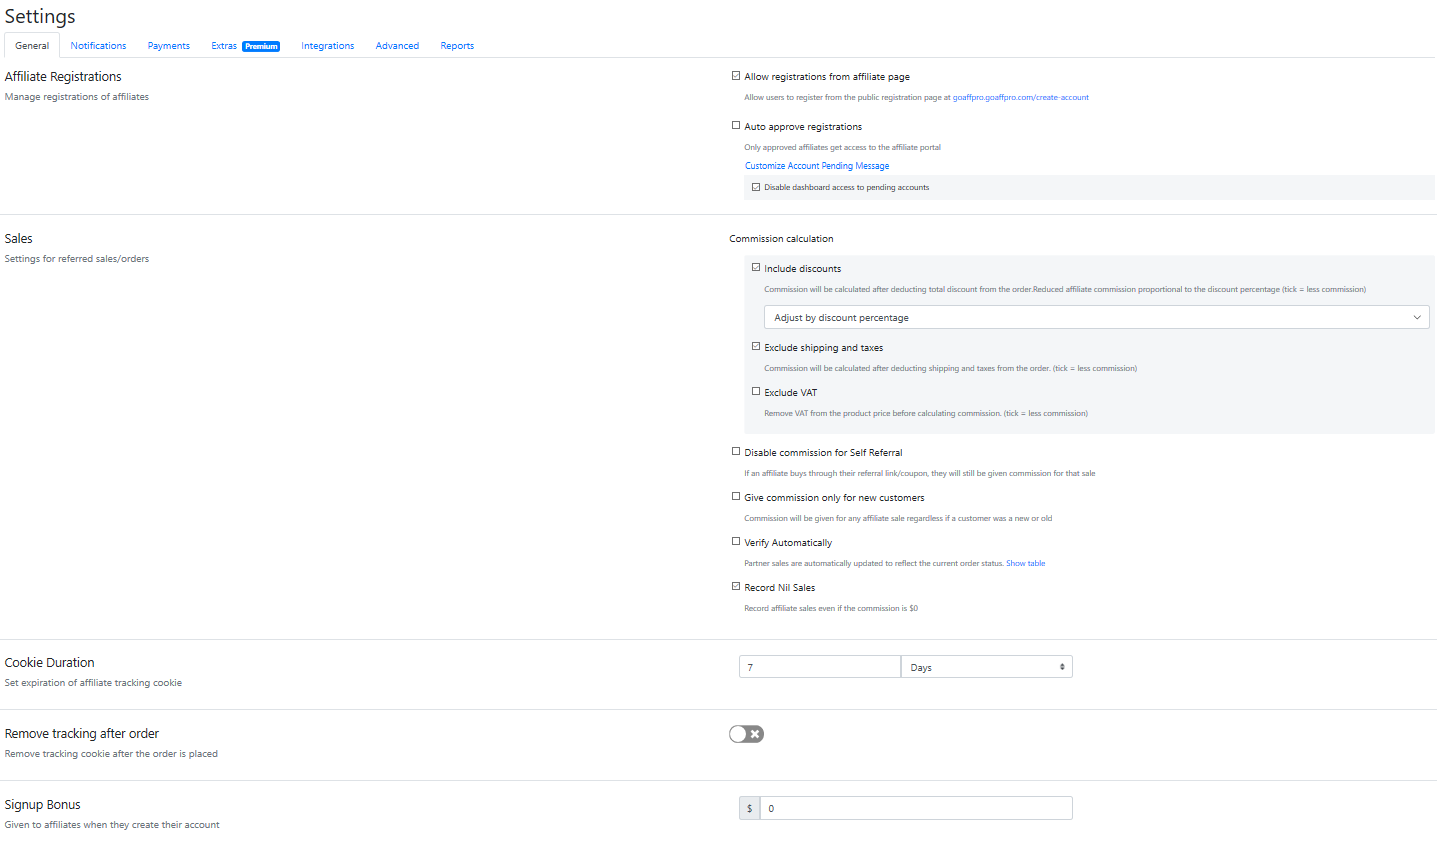 Settings
General Notifications Payments Extras Premium Integrations Advanced Reports
Affiliate Registrations
Manage registrations of affiliates
Allow registrations from affiliate page
Allow users to register from the public registration page at goaffpro.goaffpro.com/create-account
Auto approve registrations
Only approved affiliates get access to the affiliate portal
Customize Account Pending Message
Disable dashboard access to pending accounts
Sales
Settings for referred sales/orders
Commission calculation
Include discounts
Commission will be calculated after deducting total discount from the order.Reduced affiliate commission proportional to the discount percentage (tick = less commission)
Adjust by discount percentage
Exclude shipping and taxes
Commission will be calculated after deducting shipping and taxes from the order. (tick = less commission)
Exclude VAT
Remove VAT from the product price before calculating commission. (tick = less commission)
Disable commission for Self Referral
If an affiliate buys through their referral link/coupon, they will still be given commission for that sale
Give commission only for new customers
Commission will be given for any affiliate sale regardless if a customer was a new or old
Verify Automatically
Partner sales are automatically updated to reflect the current order status. Show table
Record Nil Sales
Record affiliate sales even if the commission is $0
Cookie Duration
Set expiration of affiliate tracking cookie
7 Days
Remove tracking after order
Remove tracking cookie after the order is placed
Signup Bonus
Given to affiliates when they create their account
$ 0